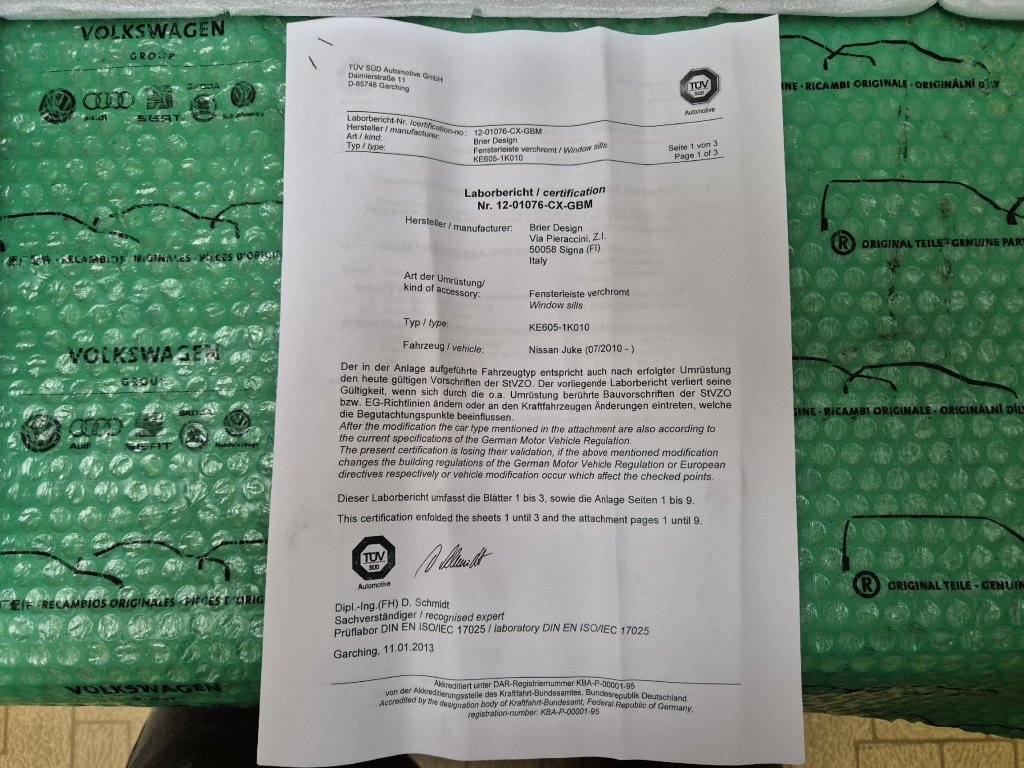 VOLKSWAGEN
GROUP
Audi SEAT ŠKODA Nutzfahrzeuge
RECAMBIOS ORIGINALES · PIÈCES D'ORIGIN
VOLKSWAGEN
GROUP
Audi SEAT ŠKODA Nutzfahrzeuge
配件 · RECAMBIOS ORIGINALES · PIÈCES D'ORIG
VOLKSWAGEN
TÜV SÜD Automotive GmbH
Daimlerstraße 11
D-85748 Garching
TÜV
SÜD
Automotive
Laborbericht-Nr. /certification-no.: 12-01076-CX-GBM
Hersteller / manufacturer: Brier Design
Art / kind: Fensterleiste verchromt / Window sills
Typ / type: KE605-1K010
Seite 1 von 3
Page 1 of 3
Laborbericht / certification
Nr. 12-01076-CX-GBM
Hersteller / manufacturer: Brier Design
Via Pieraccini, Z.I.
50058 Signa (FI)
Italy
Art der Umrüstung/
kind of accessory: Fensterleiste verchromt
Window sills
Typ / type: KE605-1K010
Fahrzeug / vehicle: Nissan Juke (07/2010 - )
Der in der Anlage aufgeführte Fahrzeugtyp entspricht auch nach erfolgter Umrüstung
den heute gültigen Vorschriften der StVZO. Der vorliegende Laborbericht verliert seine
Gültigkeit, wenn sich durch die o.a. Umrüstung berührte Bauvorschriften der StVZO
bzw. EG-Richtlinien ändern oder an den Kraftfahrzeugen Änderungen eintreten, welche
die Begutachtungspunkte beeinflussen.
After the modification the car type mentioned in the attachment are also according to
the current specifications of the German Motor Vehicle Regulation.
The present certification is losing their validation, if the above mentioned modification
changes the building regulations of the German Motor Vehicle Regulation or European
directives respectively or vehicle modification occur which affect the checked points.
Dieser Laborbericht umfasst die Blätter 1 bis 3, sowie die Anlage Seiten 1 bis 9.
This certification enfolded the sheets 1 until 3 and the attachment pages 1 until 9.
TÜV
SÜD
Automotive
Dipl.-Ing.(FH) D. Schmidt
Sachverständiger / recognised expert
Prüflabor DIN EN ISO/IEC 17025 / laboratory DIN EN ISO/IEC 17025
Garching, 11.01.2013
Akkreditiert unter DAR-Registriernummer KBA-P-00001-95
von der Akkreditierungsstelle des Kraftfahrt-Bundesamtes, Bundesrepublik Deutschland
Accredited by the designation body of Kraftfahrt-Bundesamt, Federal Republic of Germany,
registration-number: KBA-P-00001-95
INE · RICAMBI ORIGINALE · ORIGINÁLNÍ DÍLY
® ORIGINAL TEILE · GENUINE PAR
INE · RICAMBI ORIGINALE · ORIGINÁLNÍ DÍL
® ORIGINAL TEILE · GENUIN